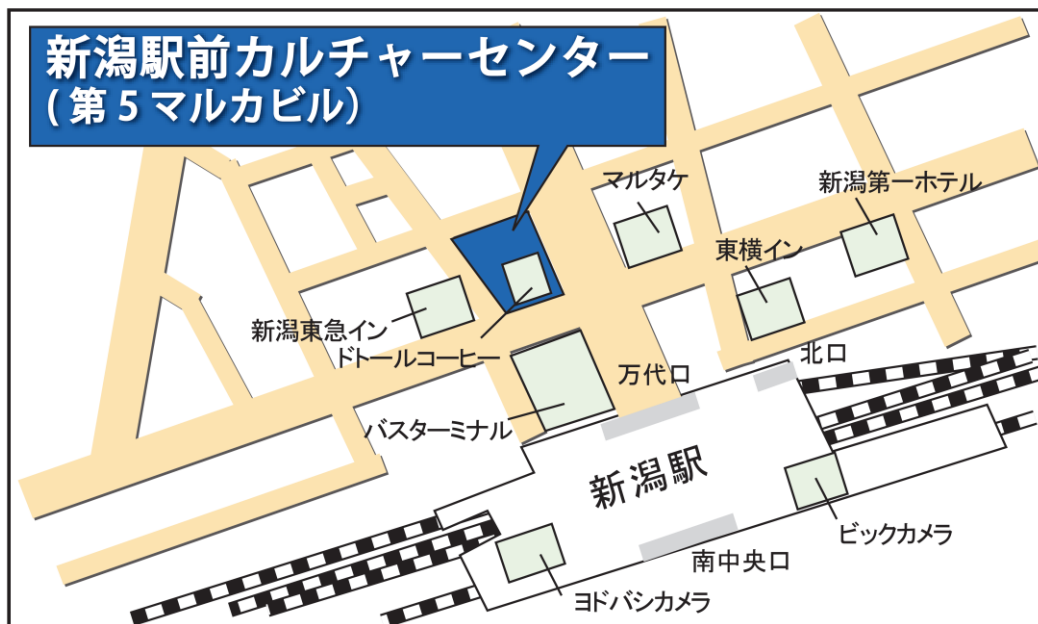 新潟駅前カルチャーセンター
(第5マルカビル)
マルタケ
新潟第一ホテル
東横イン
新潟東急イン
ドトールコーヒー
万代口
北口
バスターミナル
新潟駅
ビックカメラ
南中央口
ヨドバシカメラ